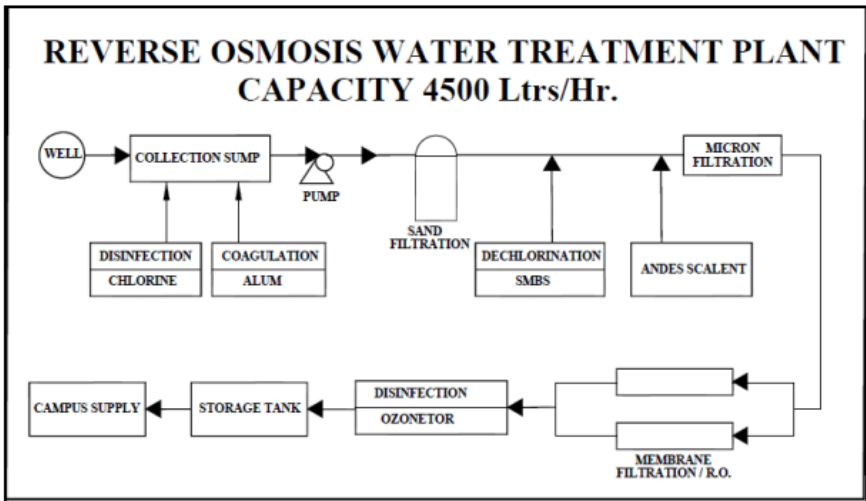 REVERSE OSMOSIS WATER TREATMENT PLANT
CAPACITY 4500 Ltrs/Hr.
WELL
COLLECTION SUMP
PUMP
SAND
FILTRATION
MICRON
FILTRATION
DISINFECTION
CHLORINE
COAGULATION
ALUM
DECHLORINATION
SMBS
ANDES SCALENT
CAMPUS SUPPLY
STORAGE TANK
DISINFECTION
OZONETOR
MEMBRANE
FILTRATION / R.O.